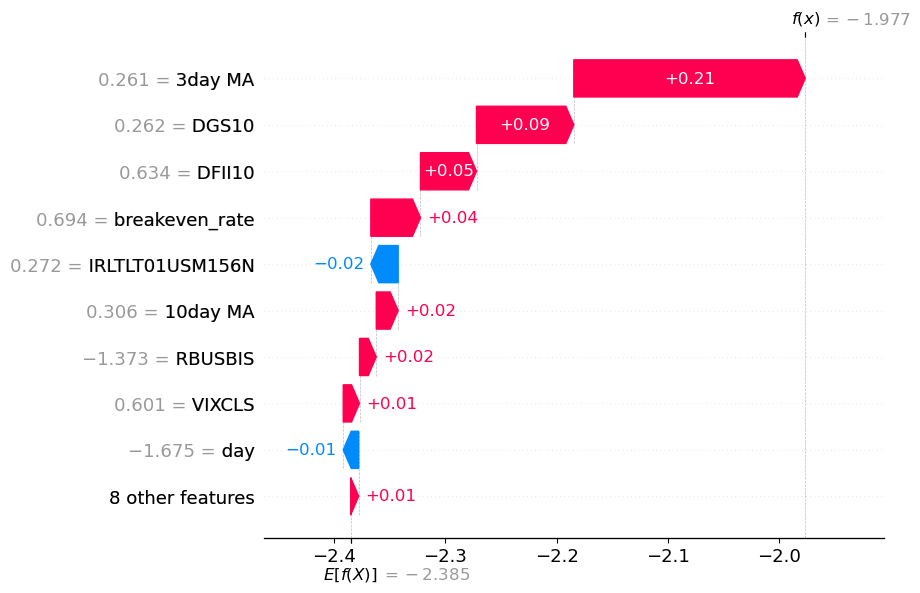 f(x) = −1.977
0.261 = 3day MA +0.21
0.262 = DGS10 +0.09
0.634 = DFII10 +0.05
0.694 = breakeven_rate +0.04
0.272 = IRLTLT01USM156N −0.02
0.306 = 10day MA +0.02
−1.373 = RBUSBIS +0.02
0.601 = VIXCLS +0.01
−1.675 = day −0.01
8 other features +0.01
−2.4 −2.3 −2.2 −2.1 −2.0
E[f(X)] = −2.385